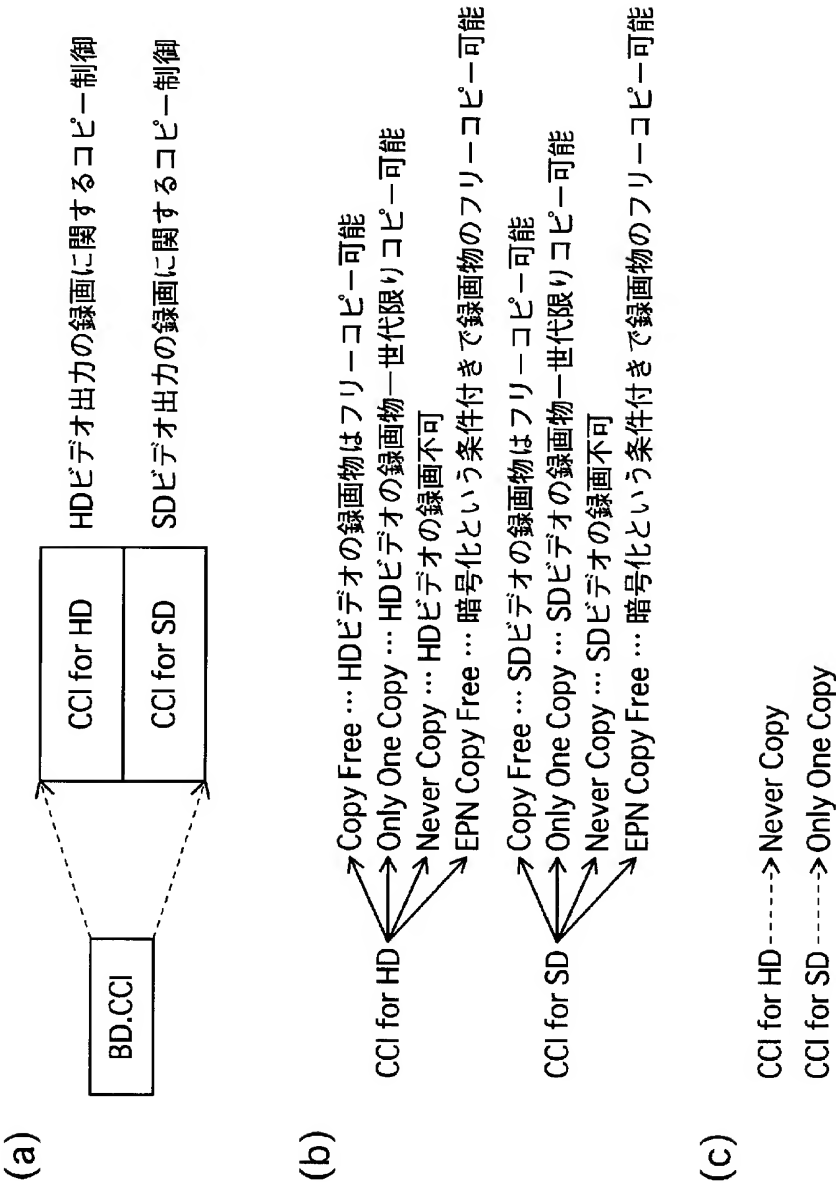 (a)
BD.CCI
CCI for HD
HDビデオ出力の録画に関するコピー制御
CCI for SD
SDビデオ出力の録画に関するコピー制御
(b)
CCI for HD
Copy Free … HDビデオの録画物はフリーコピー可能
Only One Copy … HDビデオの録画物一世代限りコピー可能
Never Copy … HDビデオの録画不可
EPN Copy Free … 暗号化という条件付きで録画物のフリーコピー可能
CCI for SD
Copy Free … SDビデオの録画物はフリーコピー可能
Only One Copy … SDビデオの録画物一世代限りコピー可能
Never Copy … SDビデオの録画不可
EPN Copy Free … 暗号化という条件付きで録画物のフリーコピー可能
(c)
CCI for HD Never Copy
CCI for SD Only One Copy